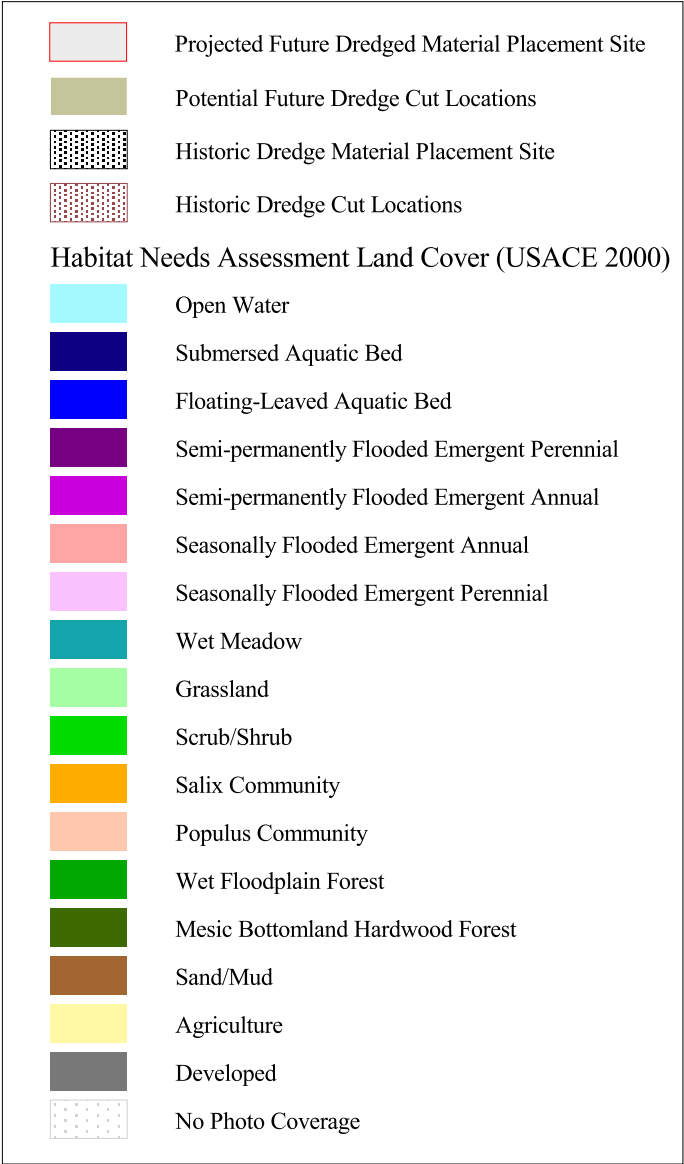 Projected Future Dredged Material Placement Site
Potential Future Dredge Cut Locations
Historic Dredge Material Placement Site
Historic Dredge Cut Locations
Habitat Needs Assessment Land Cover (USACE 2000)
Open Water
Submersed Aquatic Bed
Floating-Leaved Aquatic Bed
Semi-permanently Flooded Emergent Perennial
Semi-permanently Flooded Emergent Annual
Seasonally Flooded Emergent Annual
Seasonally Flooded Emergent Perennial
Wet Meadow
Grassland
Scrub/Shrub
Salix Community
Populus Community
Wet Floodplain Forest
Mesic Bottomland Hardwood Forest
Sand/Mud
Agriculture
Developed
No Photo Coverage